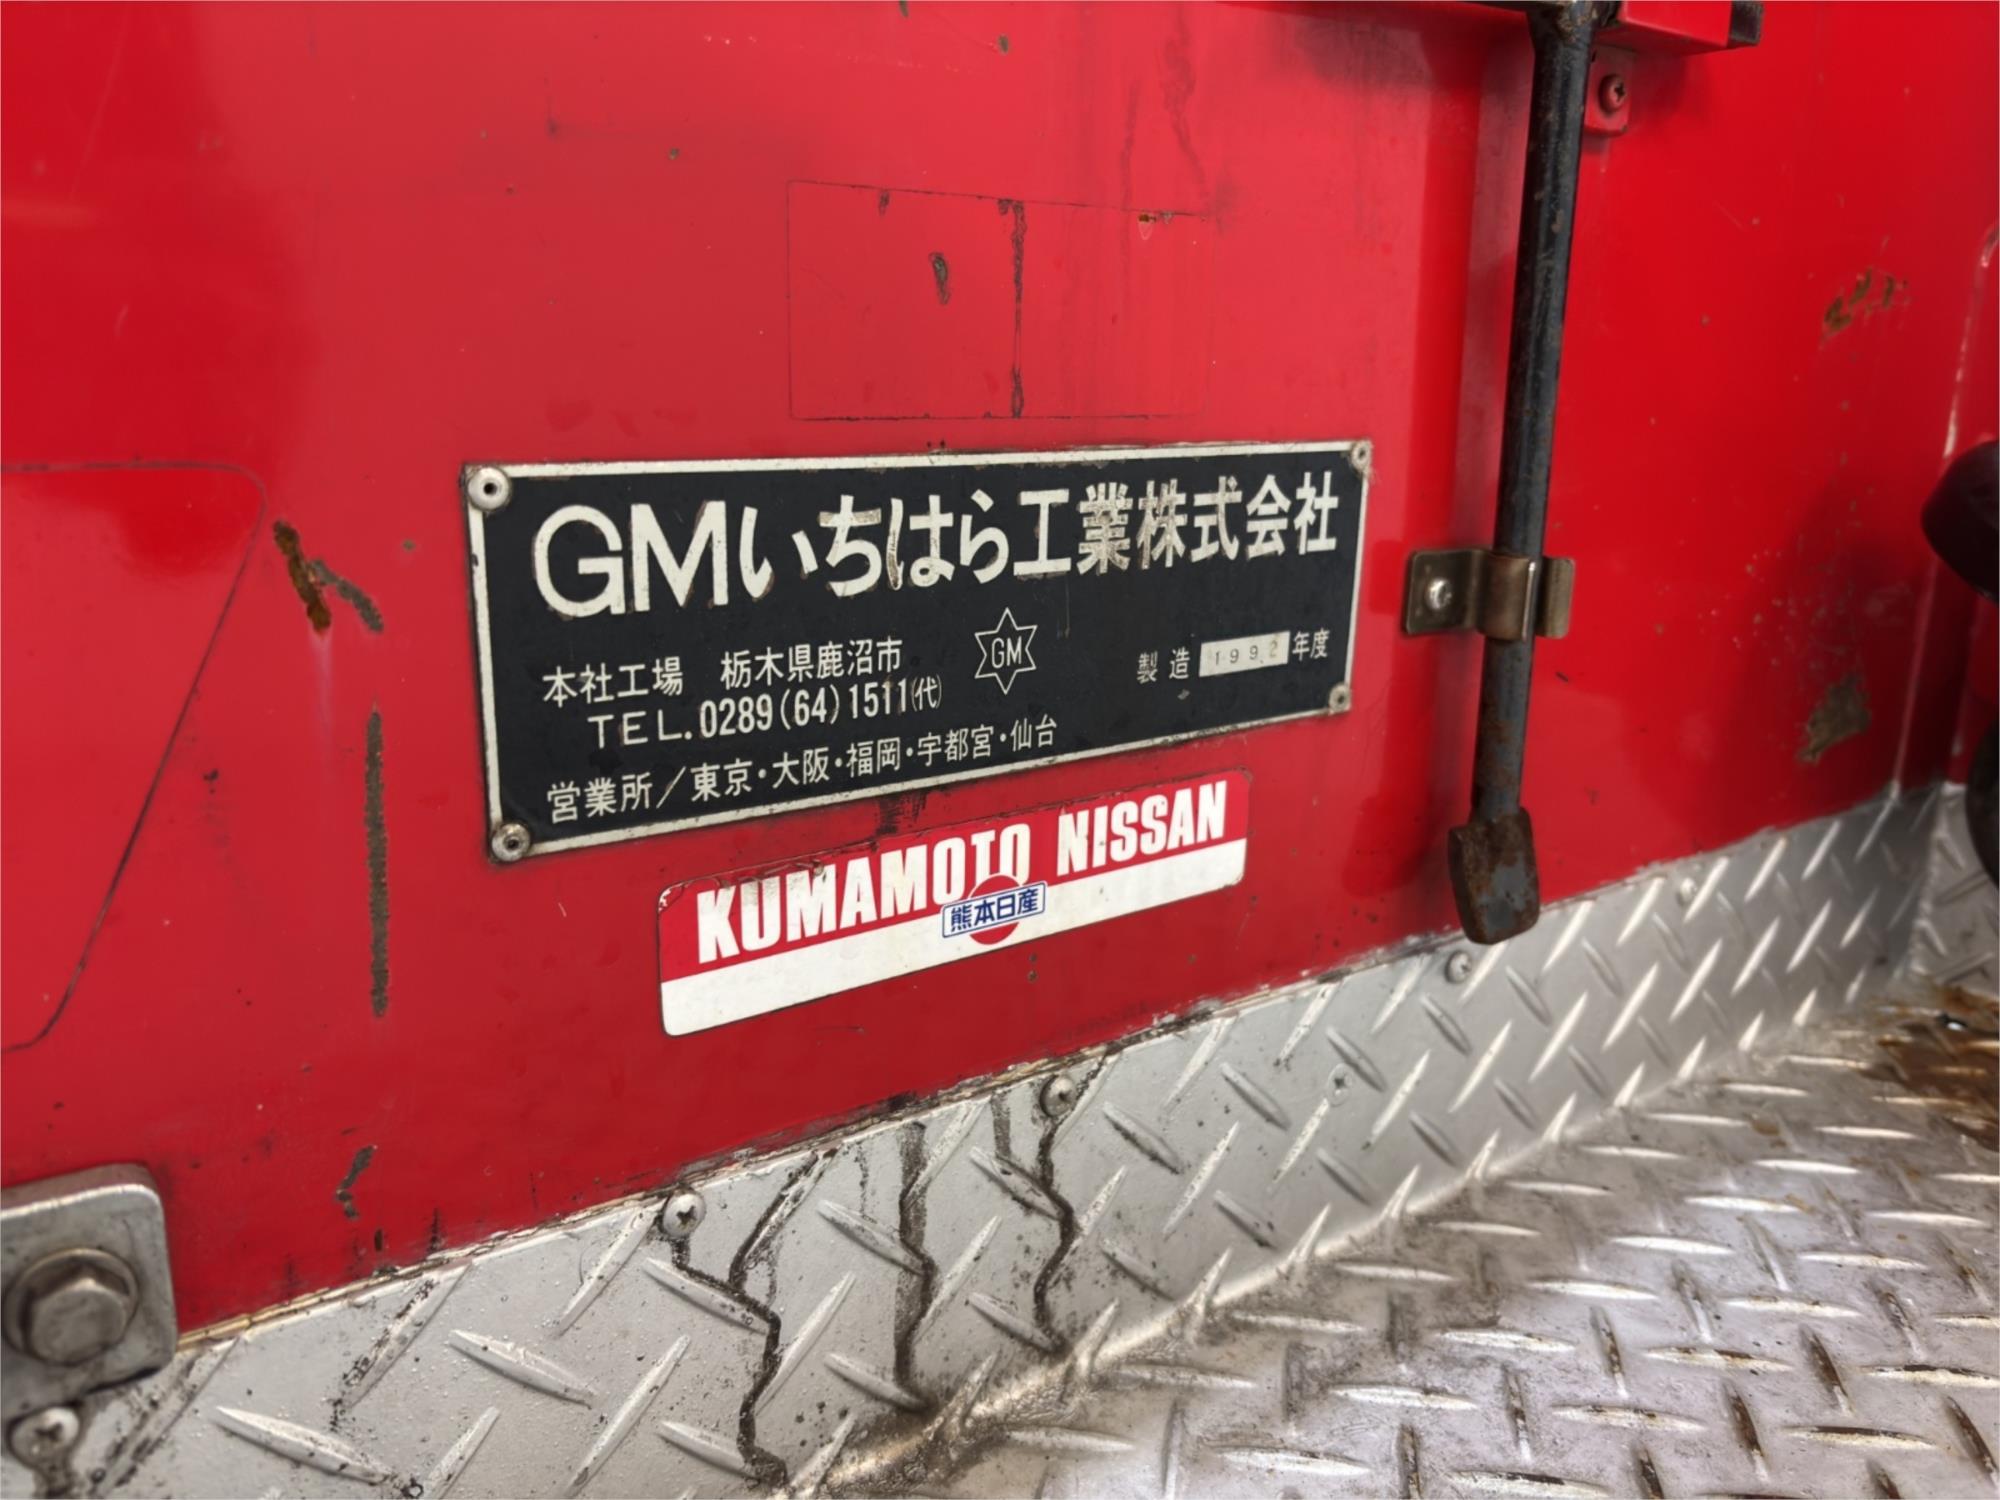 GMいちはら工業株式会社
本社工場 栃木県鹿沼市
TEL.0289(64)1511(代)
GM
製造 1992 年度
営業所/東京・大阪・福岡・宇都宮・仙台
KUMAMOTO NISSAN
熊本日産